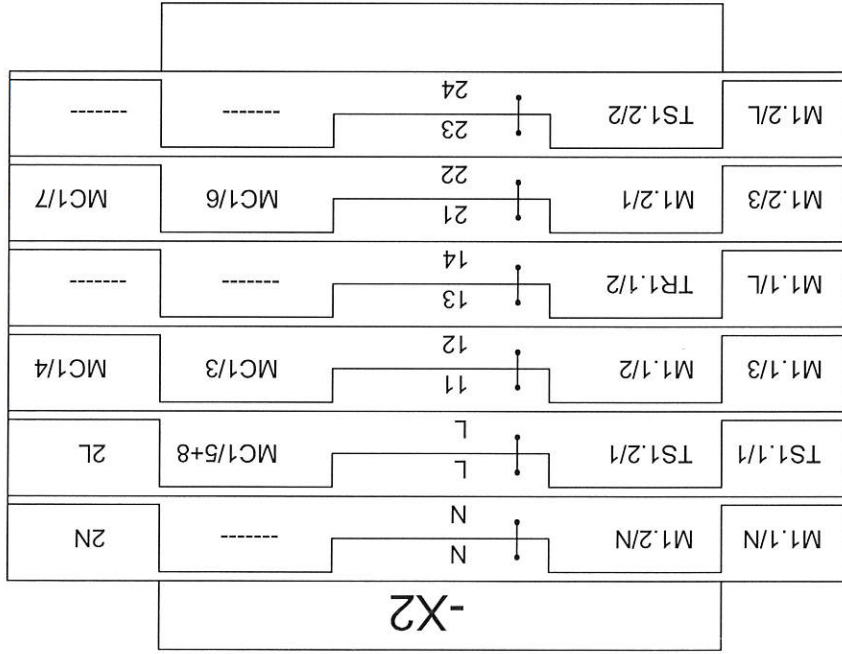 -X2
M1.1/N M1.2/N N ------- 2N
N
TS1.1/1 TS1.2/1 L MC1/5+8 2L
L
M1.1/3 M1.1/2 11 MC1/3 MC1/4
12
M1.1/L TR1.1/2 13 ------- -------
14
M1.2/3 M1.2/1 21 MC1/6 MC1/7
22
M1.2/L TS1.2/2 23 ------- -------
24